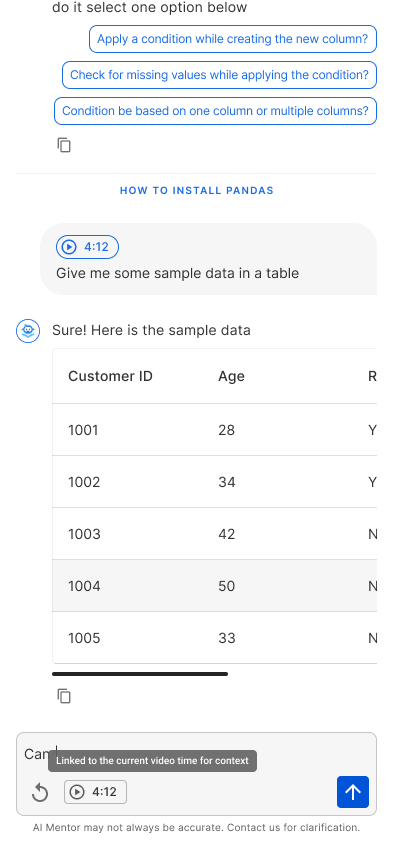 do it select one option below
Apply a condition while creating the new column?
Check for missing values while applying the condition?
Condition be based on one column or multiple columns?
HOW TO INSTALL PANDAS
4:12
Give me some sample data in a table
Sure! Here is the sample data
Customer ID Age R
1001 28 Y
1002 34 Y
1003 42 N
1004 50 N
1005 33 N
Can
Linked to the current video time for context
4:12
AI Mentor may not always be accurate. Contact us for clarification.